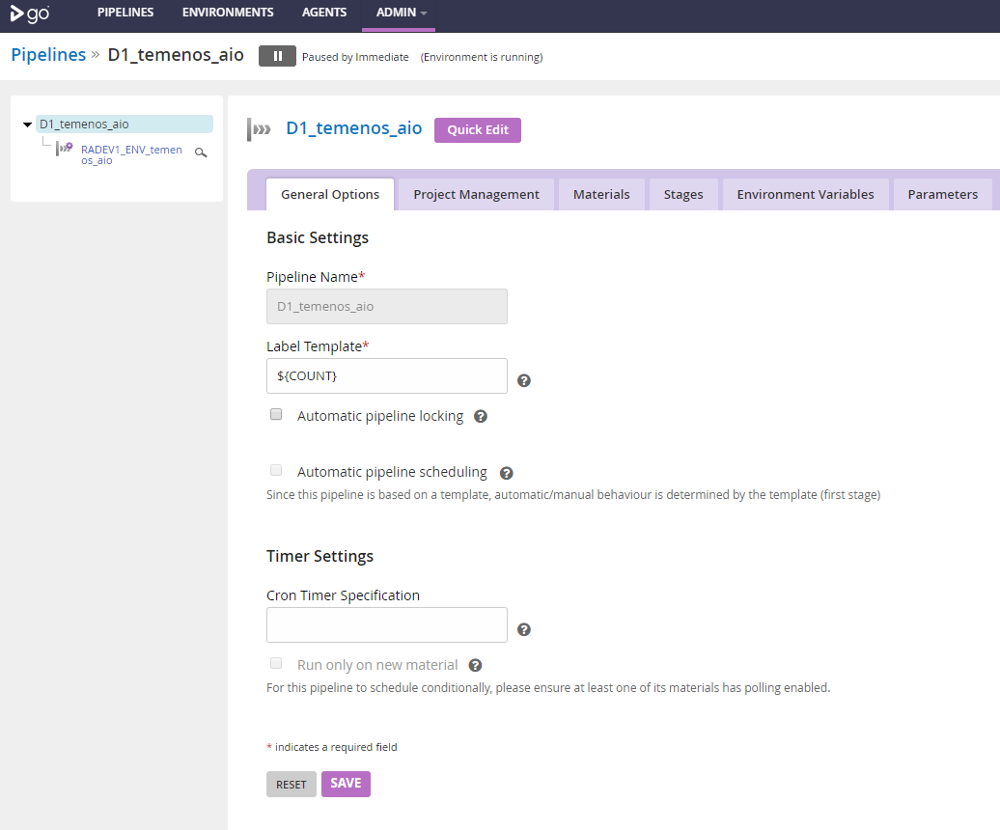 go
PIPELINES ENVIRONMENTS AGENTS ADMIN
Pipelines » D1_temenos_aio Paused by Immediate (Environment is running)
D1_temenos_aio
RADEV1_ENV_temen
os_aio
D1_temenos_aio Quick Edit
General Options Project Management Materials Stages Environment Variables Parameters
Basic Settings
Pipeline Name*
D1_temenos_aio
Label Template*
${COUNT}
Automatic pipeline locking
Automatic pipeline scheduling
Since this pipeline is based on a template, automatic/manual behaviour is determined by the template (first stage)
Timer Settings
Cron Timer Specification
Run only on new material
For this pipeline to schedule conditionally, please ensure at least one of its materials has polling enabled.
* indicates a required field
RESET SAVE